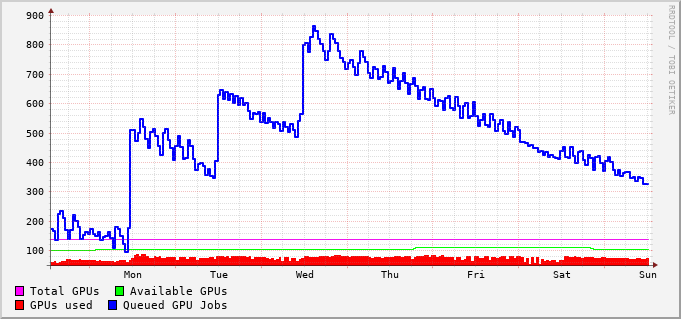 900
800
700
600
500
400
300
200
100
Mon Tue Wed Thu Fri Sat Sun
Total GPUs Available GPUs
GPUs used Queued GPU Jobs
RRDTOOL / TOBI OETIKER